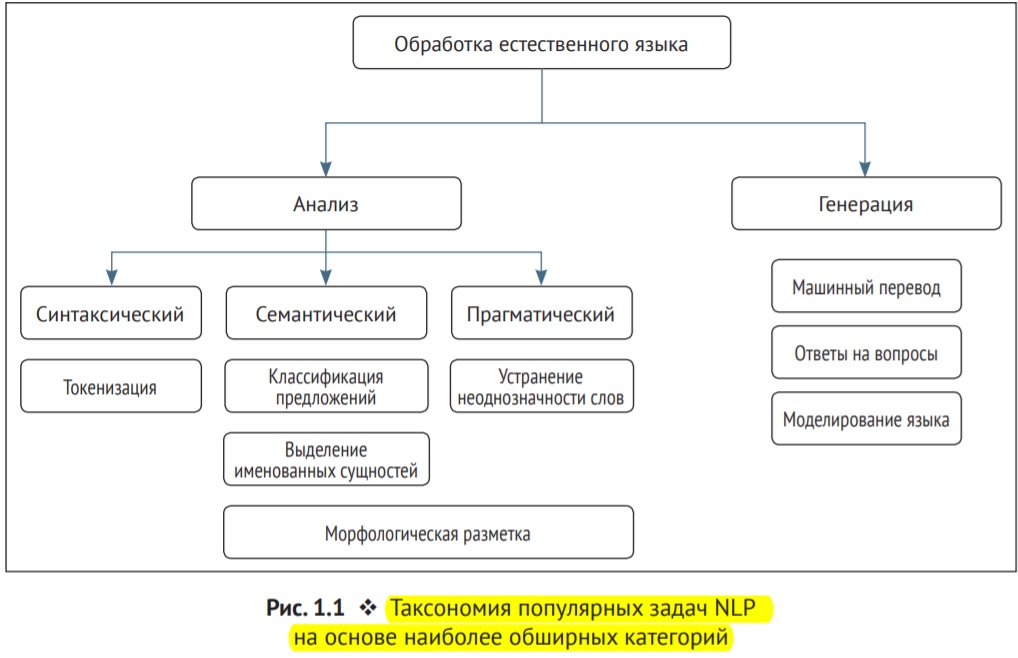 Обработка естественного языка
Анализ
Генерация
Синтаксический
Семантический
Прагматический
Токенизация
Классификация
предложений
Устранение
неоднозначности слов
Выделение
именованных сущностей
Морфологическая разметка
Машинный перевод
Ответы на вопросы
Моделирование языка
Рис. 1.1 ❖ Таксономия популярных задач NLP
на основе наиболее обширных категорий